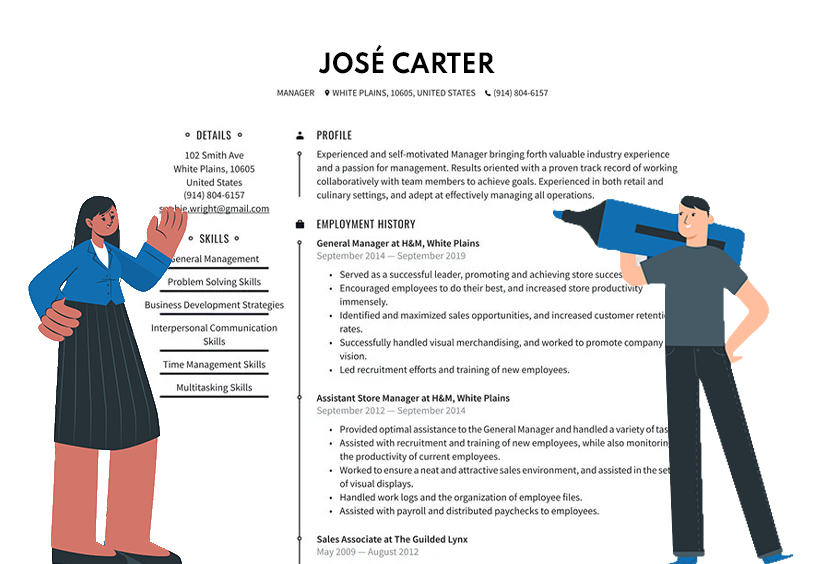 JOSÉ CARTER
MANAGER WHITE PLAINS, 10605, UNITED STATES (914) 804-6157
DETAILS
102 Smith Ave
White Plains, 10605
United States
(914) 804-6157
wright@gmail.com
SKILLS
General Management
Problem Solving Skills
Business Development Strategies
Interpersonal Communication
Skills
Time Management Skills
Multitasking Skills
PROFILE
Experienced and self-motivated Manager bringing forth valuable industry experience
and a passion for management. Results oriented with a proven track record of working
collaboratively with team members to achieve goals. Experienced in both retail and
culinary settings, and adept at effectively managing all operations.
EMPLOYMENT HISTORY
General Manager at H&M, White Plains
September 2014 — September 2019
• Served as a successful leader, promoting and achieving store succes
• Encouraged employees to do their best, and increased store productivity
immensely.
• Identified and maximized sales opportunities, and increased customer retenti
rates.
• Successfully handled visual merchandising, and worked to promote company
vision.
• Led recruitment efforts and training of new employees.
Assistant Store Manager at H&M, White Plains
September 2012 — September 2014
• Provided optimal assistance to the General Manager and handled a variety of tas
• Assisted with recruitment and training of new employees, while also monitorin
the productivity of employees.
• Worked to ensure a neat and attractive sales environment, and assisted in the set
of visual displays.
• Handled work logs and the organization of employee files.
• Assisted with payroll and distributed paychecks to employees.
Sales Associate at The Guilded Lynx
May 2009 — August 2012